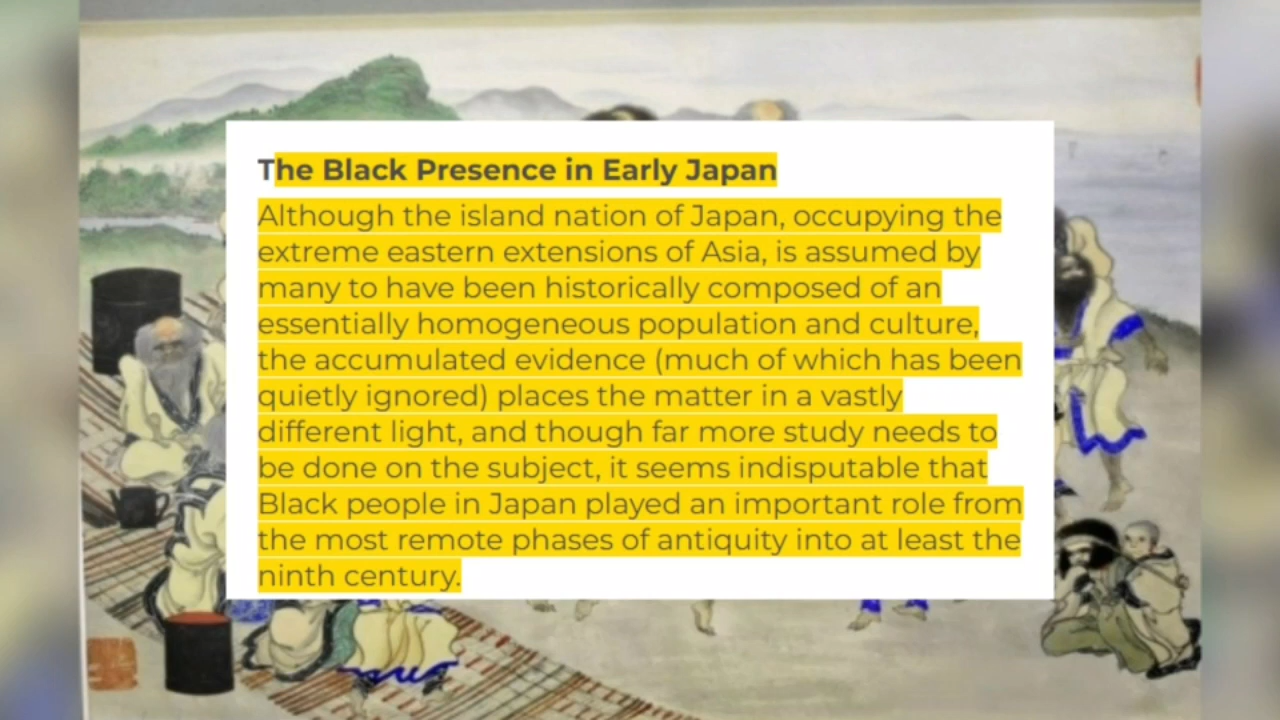 The Black Presence in Early Japan
Although the island nation of Japan, occupying the
extreme eastern extensions of Asia, is assumed by
many to have been historically composed of an
essentially homogeneous population and culture,
the accumulated evidence (much of which has been
quietly ignored) places the matter in a vastly
different light, and though far more study needs to
be done on the subject, it seems indisputable that
Black people in Japan played an important role from
the most remote phases of antiquity into at least the
ninth century.